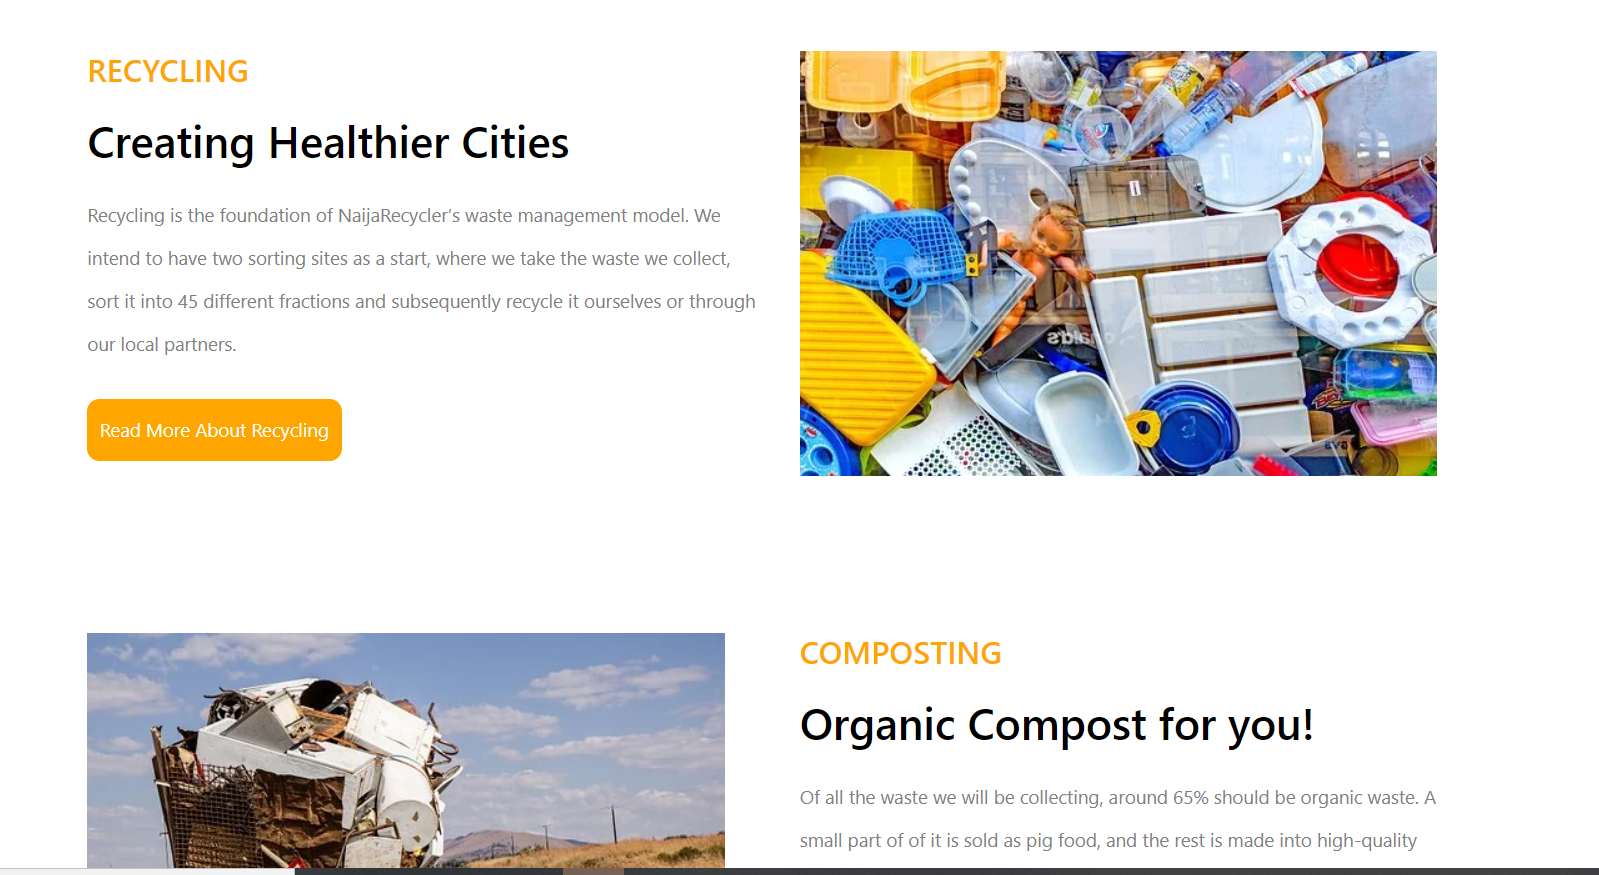 RECYCLING
Creating Healthier Cities
Recycling is the foundation of NaijaRecycler’s waste management model. We
intend to have two sorting sites as a start, where we take the waste we collect,
sort it into 45 different fractions and subsequently recycle it ourselves or through
our local partners.
Read More About Recycling
COMPOSTING
Organic Compost for you!
Of all the waste we will be collecting, around 65% should be organic waste. A
small part of of it is sold as pig food, and the rest is made into high-quality